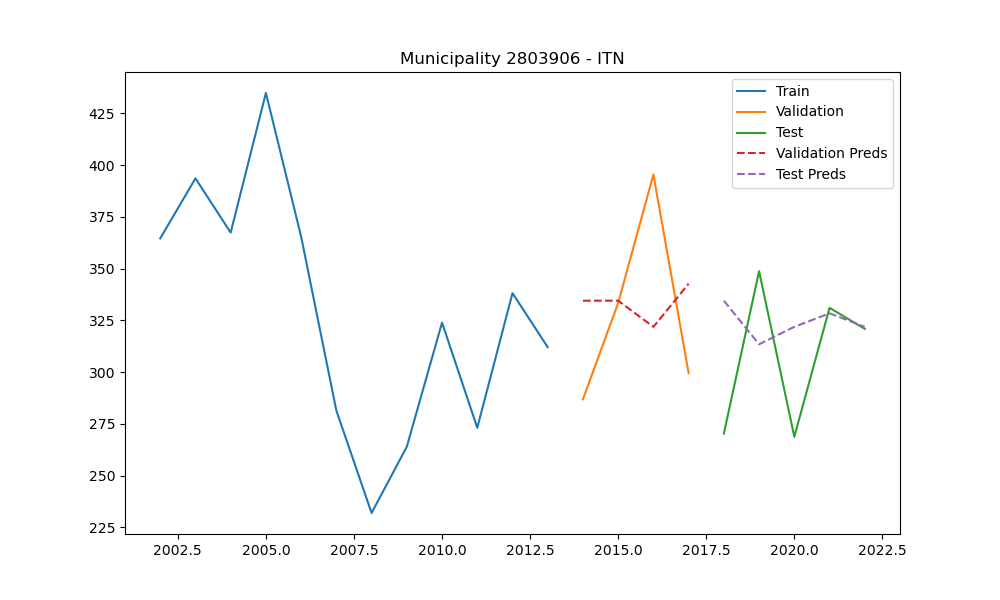 Municipality 2803906 - ITN
Train
Validation
Test
Validation Preds
Test Preds
425
400
375
350
325
300
275
250
225
2002.5 2005.0 2007.5 2010.0 2012.5 2015.0 2017.5 2020.0 2022.5